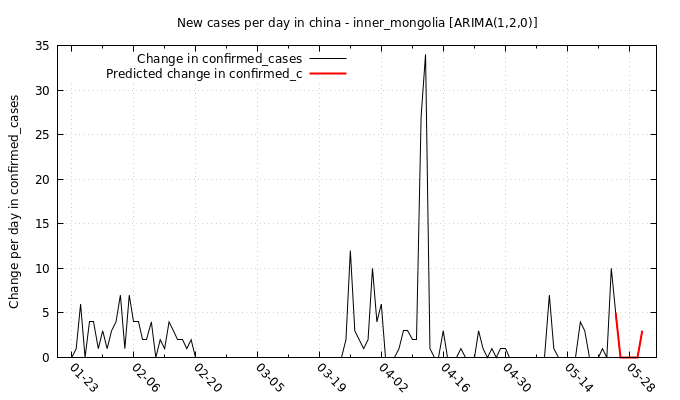 New cases per day in china - inner_mongolia [ARIMA(1,2,0)]
Change in confirmed_cases
Predicted change in confirmed_c
Change per day in confirmed_cases
35
30
25
20
15
10
5
0
01-23 02-06 02-20 03-05 03-19 04-02 04-16 04-30 05-14 05-28